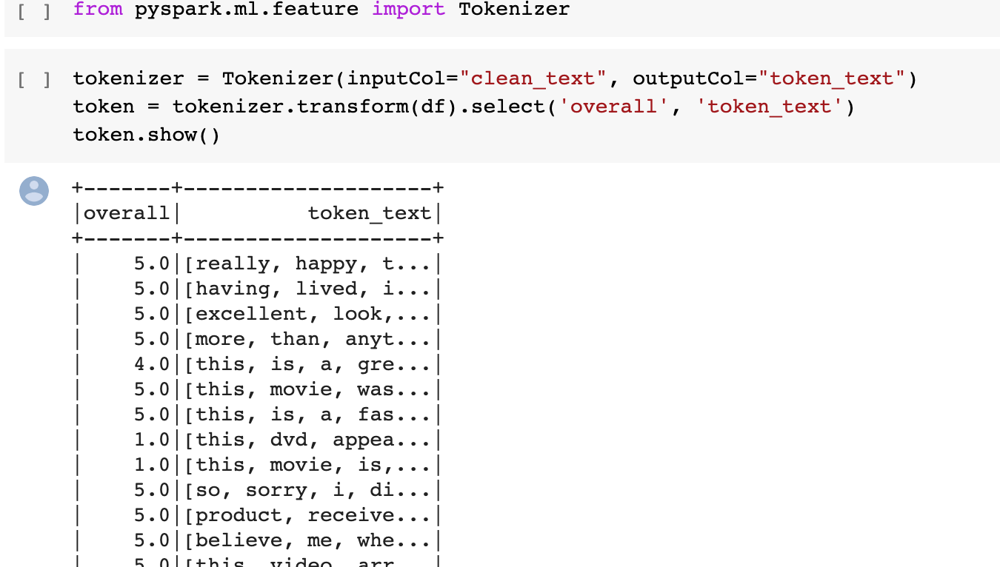 [ ] from pyspark.ml.feature import Tokenizer
[ ] tokenizer = Tokenizer(inputCol="clean_text", outputCol="token_text")
token = tokenizer.transform(df).select('overall', 'token_text')
token.show()
+-------+--------------------+
|overall|          token_text|
+-------+--------------------+
|    5.0|[really, happy, t...|
|    5.0|[having, lived, i...|
|    5.0|[excellent, look,...|
|    5.0|[more, than, anyt...|
|    4.0|[this, is, a, gre...|
|    5.0|[this, movie, was...|
|    5.0|[this, is, a, fas...|
|    1.0|[this, dvd, appea...|
|    1.0|[this, movie, is,...|
|    5.0|[so, sorry, i, di...|
|    5.0|[product, receive...|
|    5.0|[believe, me, whe...|
|    5.0|[this, video, arr...|